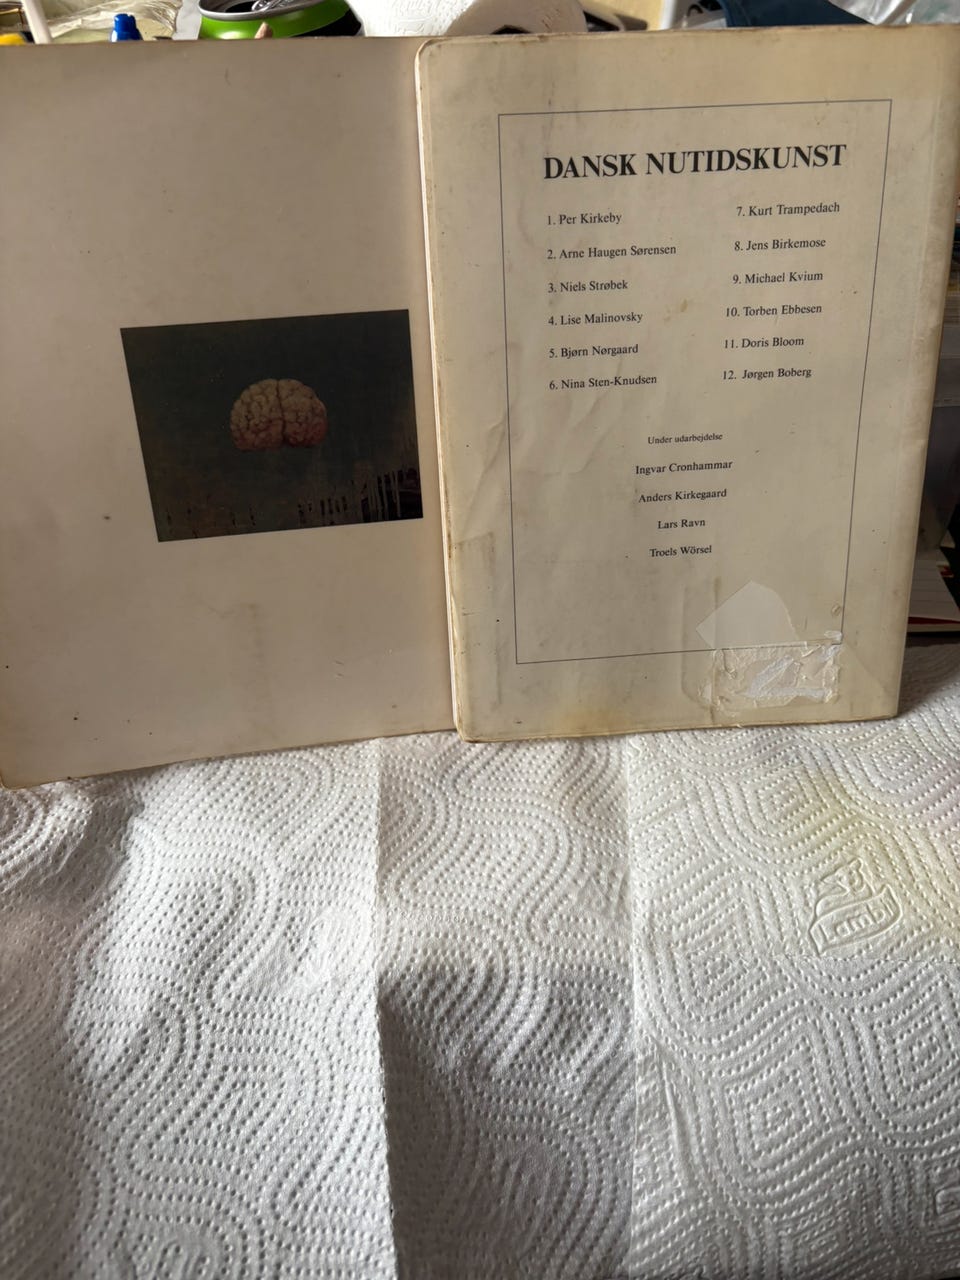 DANSK NUTIDSKUNST
1. Per Kirkeby
2. Arne Haugen Sørensen
3. Niels Strøbek
4. Lise Malinovsky
5. Bjørn Nørgaard
6. Nina Sten-Knudsen
7. Kurt Trampedach
8. Jens Birkemose
9. Michael Kvium
10. Torben Ebbesen
11. Doris Bloom
12. Jørgen Boberg
Under udarbejdelse
Ingvar Cronhammar
Anders Kirkegaard
Lars Ravn
Troels Wörsel